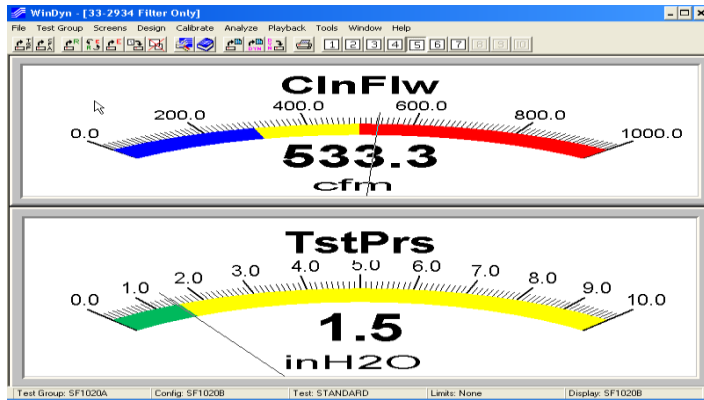 WinDyn - [33-2934 Filter Only]
File Test Group Screens Design Calibrate Analyze Playback Tools Window Help
1 2 3 4 5 6 7 8 9 10
ClnFlw
0.0 200.0 400.0 600.0 800.0 1000.0
533.3
cfm
TstPrs
0.0 1.0 2.0 3.0 4.0 5.0 6.0 7.0 8.0 9.0 10.0
1.5
inH2O
Test Group: SF1020A Config: SF1020B Test: STANDARD Limits: None Display: SF1020B